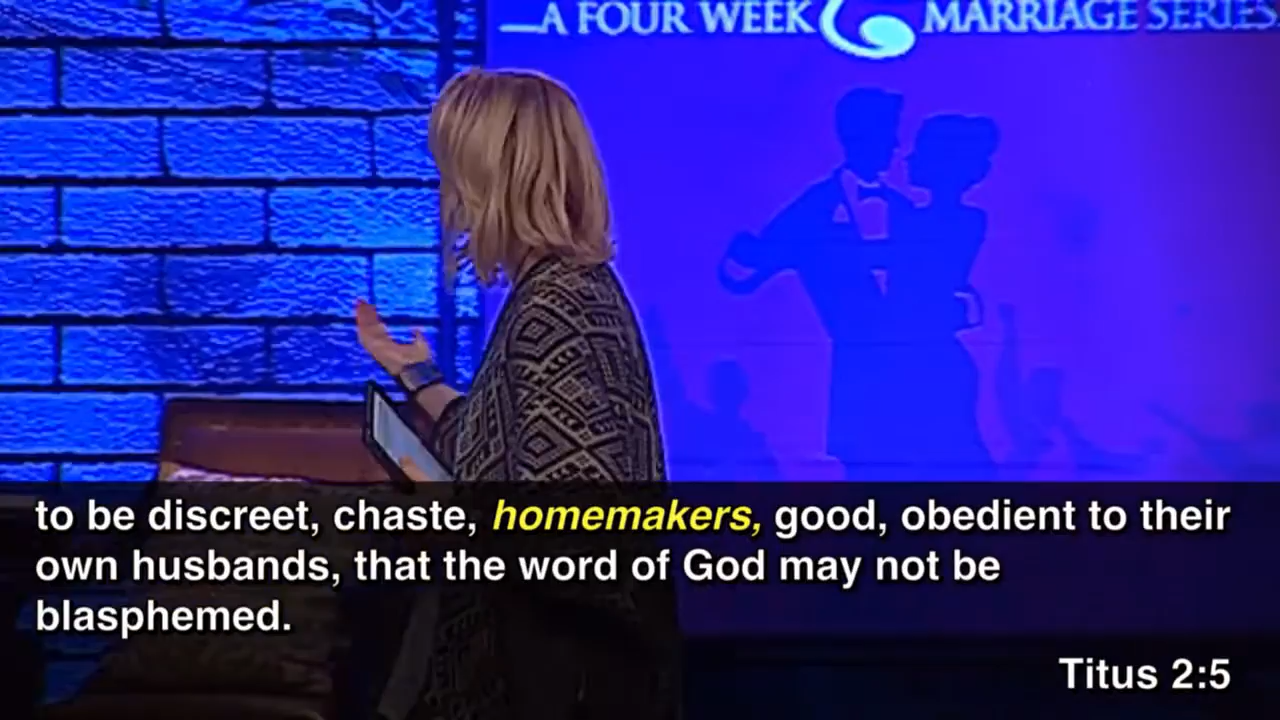 A FOUR WEEK MARRIAGE SERIES
to be discreet, chaste, homemakers, good, obedient to their
own husbands, that the word of God may not be
blasphemed.
Titus 2:5